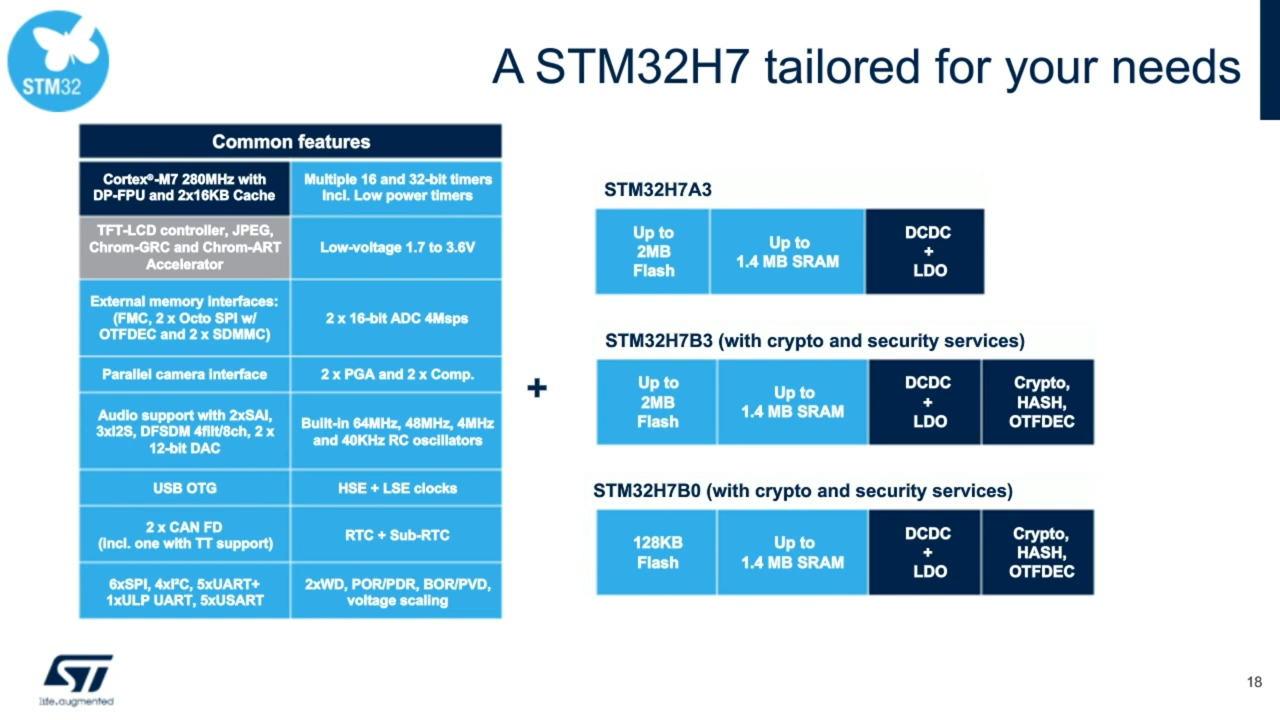 STM32
A STM32H7 tailored for your needs
Common features
Cortex®-M7 280MHz with
DP-FPU and 2x16KB Cache
Multiple 16 and 32-bit timers
Incl. Low power timers
TFT-LCD controller, JPEG,
Chrom-GRC and Chrom-ART
Accelerator
Low-voltage 1.7 to 3.6V
External memory interfaces:
(FMC, 2 x Octo SPI w/
OTFDEC and 2 x SDMMC)
2 x 16-bit ADC 4Msps
Parallel camera interface
2 x PGA and 2 x Comp.
Audio support with 2xSAI,
3xI2S, DFSDM 4filt/8ch, 2 x
12-bit DAC
Built-in 64MHz, 48MHz, 4MHz
and 40KHz RC oscillators
USB OTG
HSE + LSE clocks
2 x CAN FD
(incl. one with TT support)
RTC + Sub-RTC
6xSPI, 4xI²C, 5xUART+
1xULP UART, 5xUSART
2xWD, POR/PDR, BOR/PVD,
voltage scaling
+
STM32H7A3
Up to
2MB
Flash
Up to
1.4 MB SRAM
DCDC
+
LDO
STM32H7B3 (with crypto and security services)
Up to
2MB
Flash
Up to
1.4 MB SRAM
DCDC
+
LDO
Crypto,
HASH,
OTFDEC
STM32H7B0 (with crypto and security services)
128KB
Flash
Up to
1.4 MB SRAM
DCDC
+
LDO
Crypto,
HASH,
OTFDEC
ST
life.augmented
18